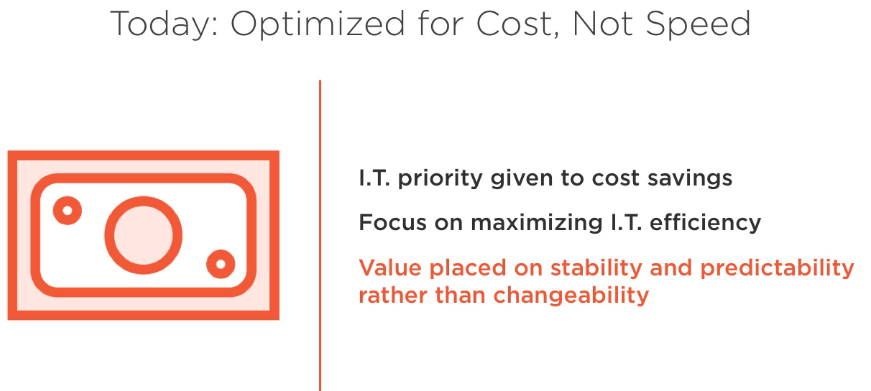 Today: Optimized for Cost, Not Speed
I.T. priority given to cost savings
Focus on maximizing I.T. efficiency
Value placed on stability and predictability
rather than changeability